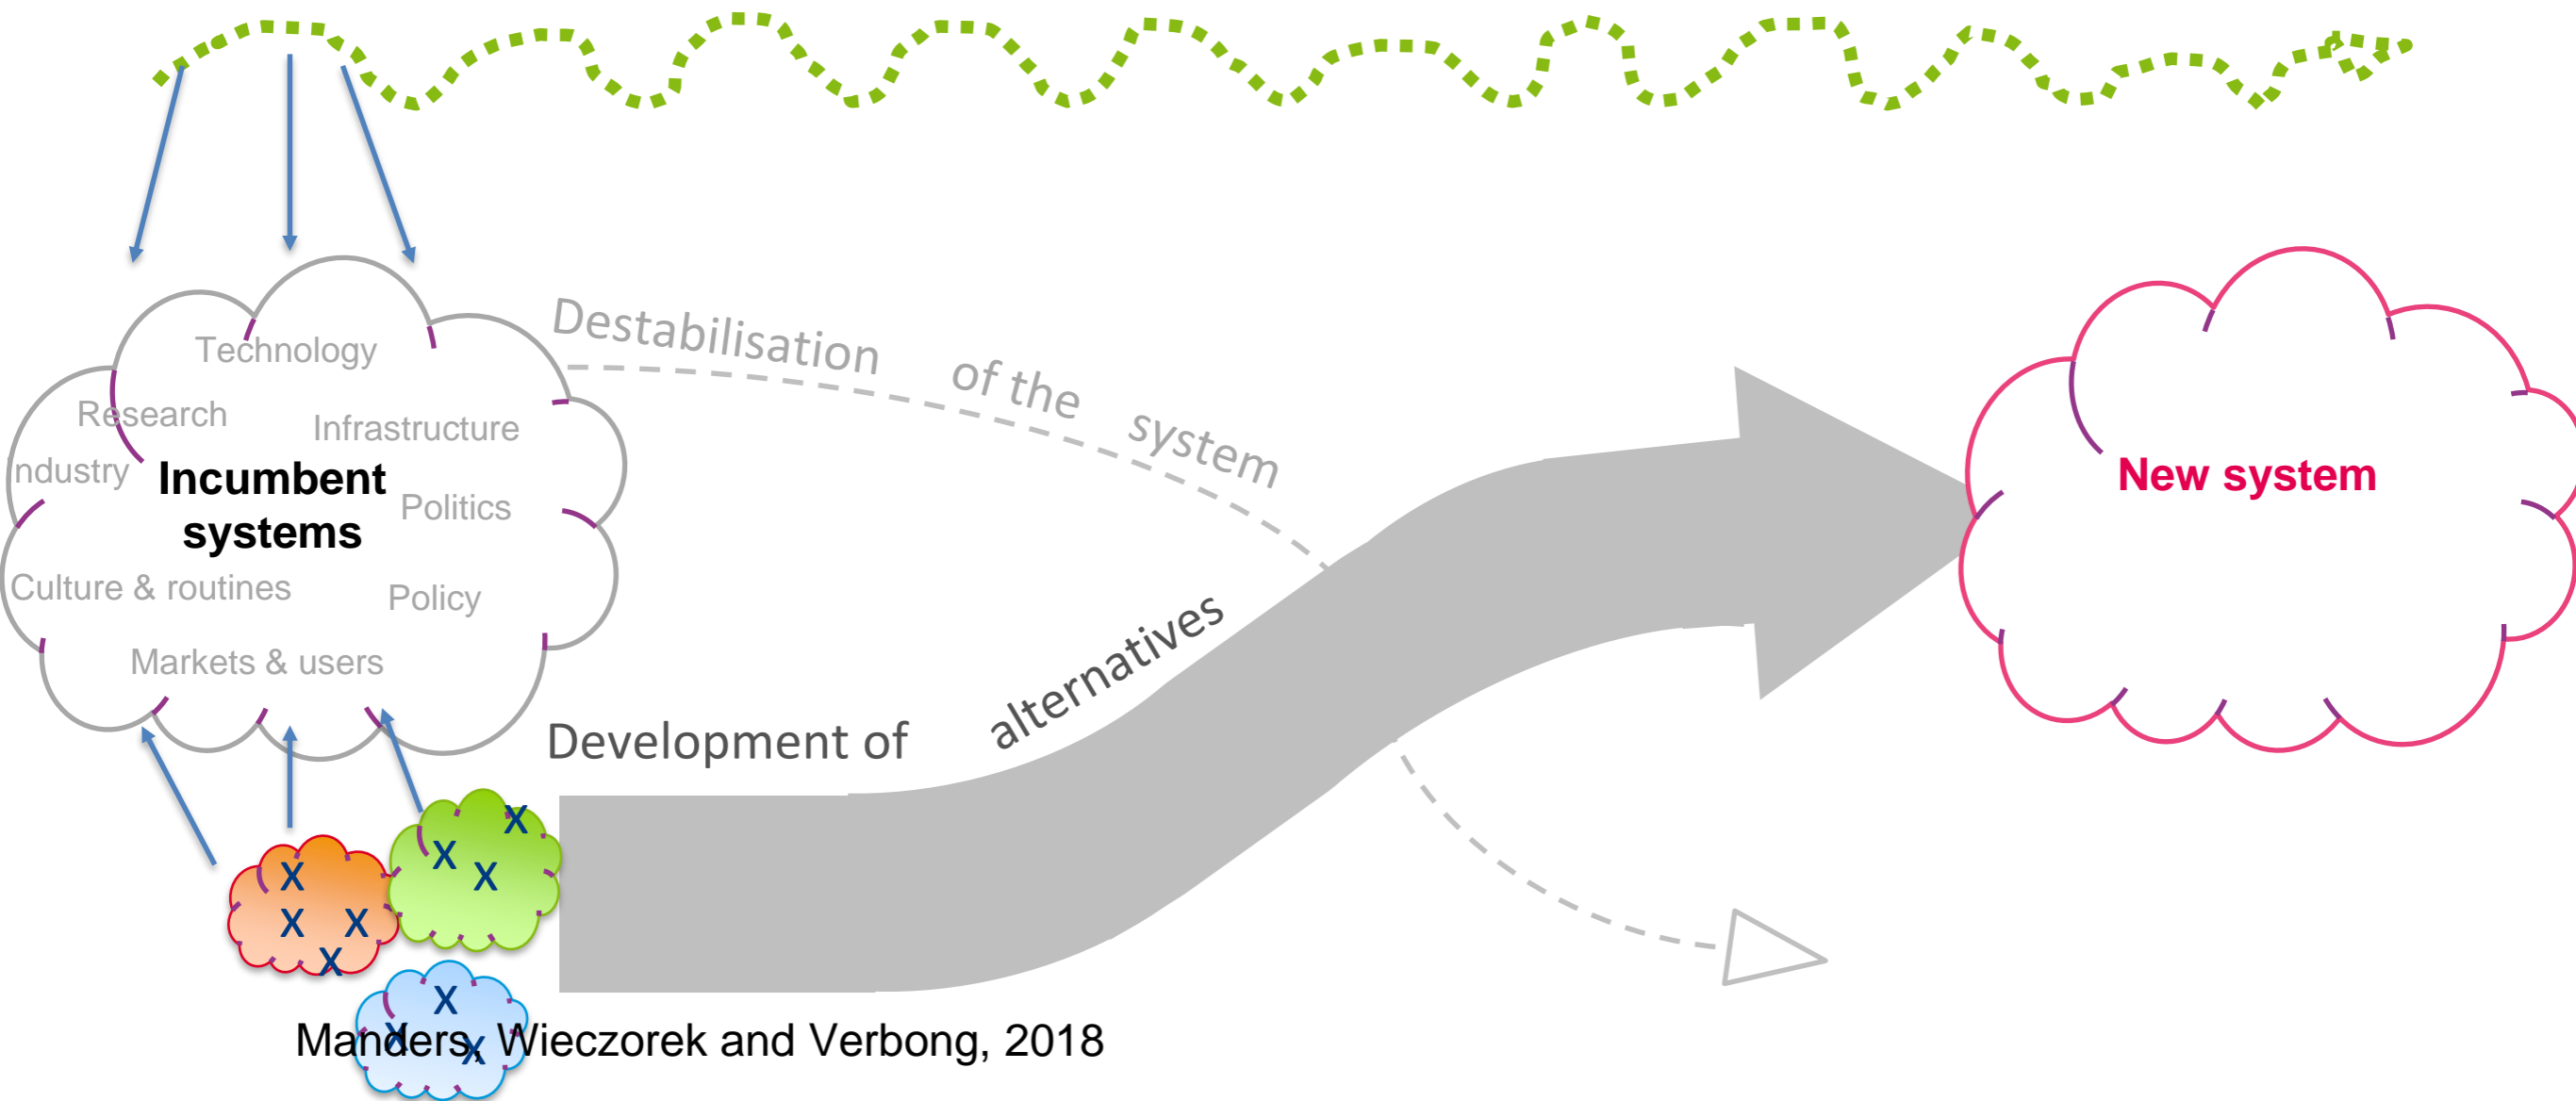 Technology
Research
Infrastructure
ndustry
Incumbent
systems
Politics
Culture & routines
Policy
Markets & users
Destabilisation of the system
Development of alternatives
New system
X
X
X
X
X
X
X
X
X
X
Manders, Wieczorek and Verbong, 2018